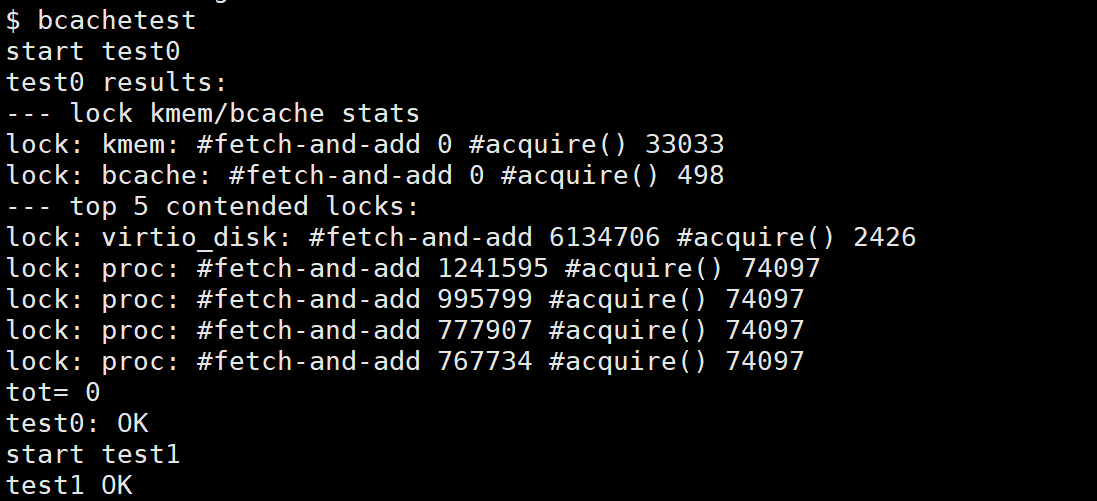 $ bcachetest
start test0
test0 results:
--- lock kmem/bcache stats
lock: kmem: #fetch-and-add 0 #acquire() 33033
lock: bcache: #fetch-and-add 0 #acquire() 498
--- top 5 contended locks:
lock: virtio_disk: #fetch-and-add 6134706 #acquire() 2426
lock: proc: #fetch-and-add 1241595 #acquire() 74097
lock: proc: #fetch-and-add 995799 #acquire() 74097
lock: proc: #fetch-and-add 777907 #acquire() 74097
lock: proc: #fetch-and-add 767734 #acquire() 74097
tot= 0
test0: OK
start test1
test1 OK